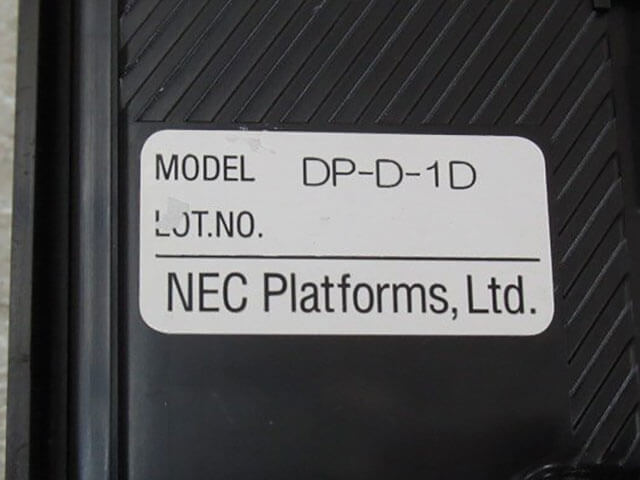 MODEL DP-D-1D
LOT.NO.
NEC Platforms, Ltd.